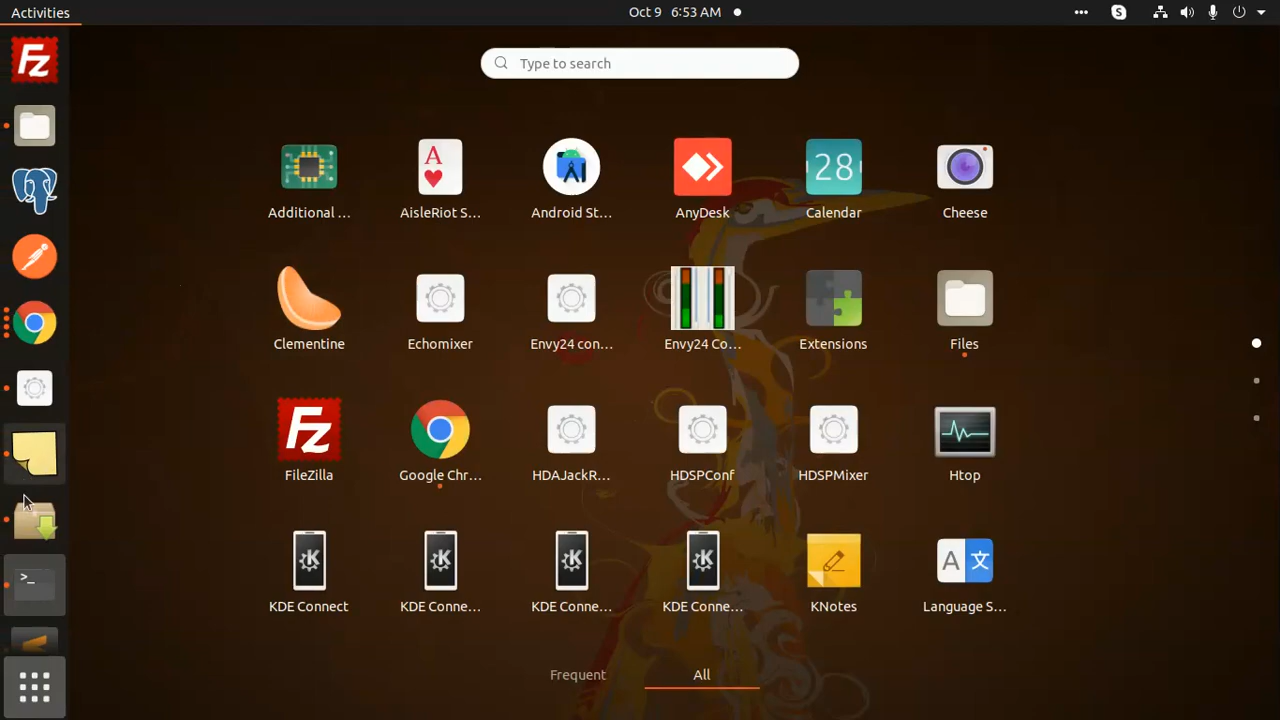 Activities
Oct 9 6:53 AM
Type to search
Additional ...
AisleRiot S...
Android St...
AnyDesk
Calendar
Cheese
Clementine
Echomixer
Envy24 con...
Envy24 Co...
Extensions
Files
FileZilla
Google Chr...
HDAJackR...
HDSPConf
HDSPMixer
Htop
KDE Connect
KDE Conne...
KDE Conne...
KDE Conne...
KNotes
Language S...
Frequent
All